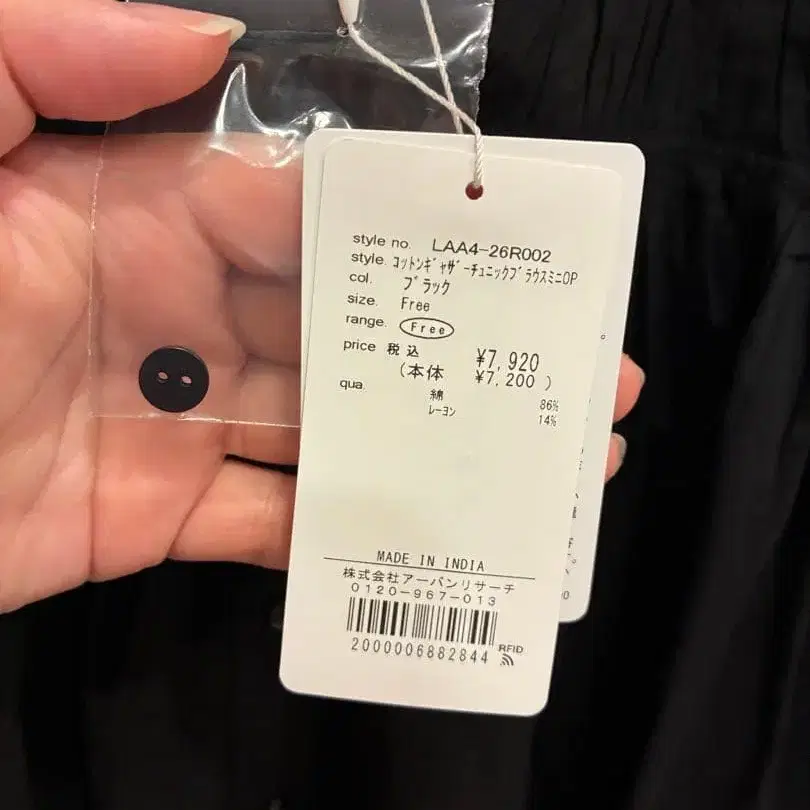 style no. LAA4-26R002
style. ｺｯﾄﾝｷﾞｬｻﾞｰﾁｭﾆｯｸﾌﾞﾗｳｽﾐﾆOP
col. ﾌﾞﾗｯｸ
size. Free
range. Free
price 税込 ¥7,920
(本体 ¥7,200 )
qua. 綿 86%
ﾚｰﾖﾝ 14%
MADE IN INDIA
株式会社アーバンリサーチ
0120-967-013
2000006882844 RFID